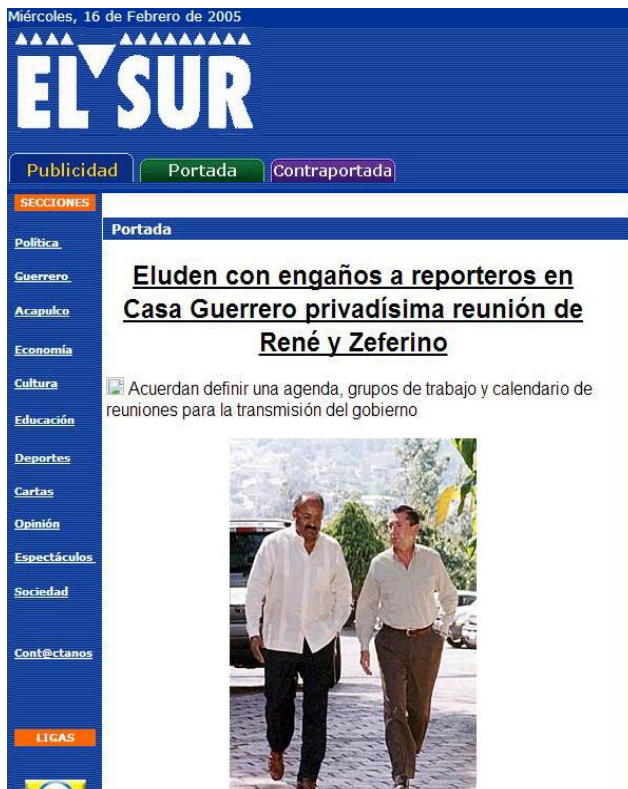 Miércoles, 16 de Febrero de 2005
EL SUR
Publicidad
Portada
Contraportada
SECCIONES
Política
Guerrero
Acapulco
Economía
Cultura
Educación
Deportes
Cartas
Opinión
Espectáculos
Sociedad
Cont@ctanos
LIGAS
Portada
Eluden con engaños a reporteros en
Casa Guerrero privadísima reunión de
René y Zeferino
Acuerdan definir una agenda, grupos de trabajo y calendario de
reuniones para la transmisión del gobierno